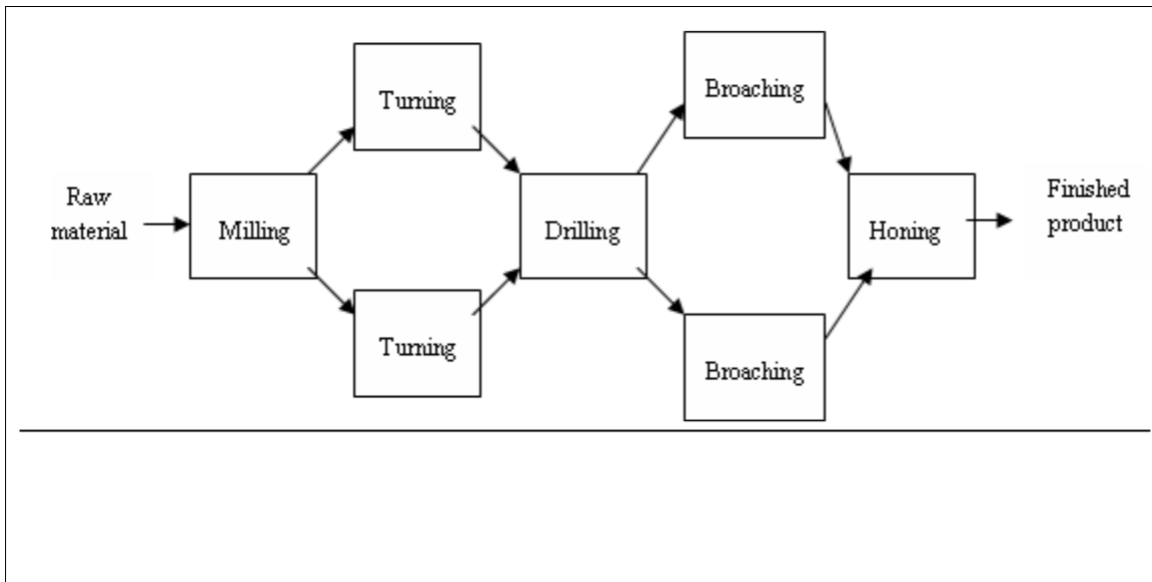 Raw
material
Milling
Turning
Turning
Drilling
Broaching
Broaching
Honing
Finished
product